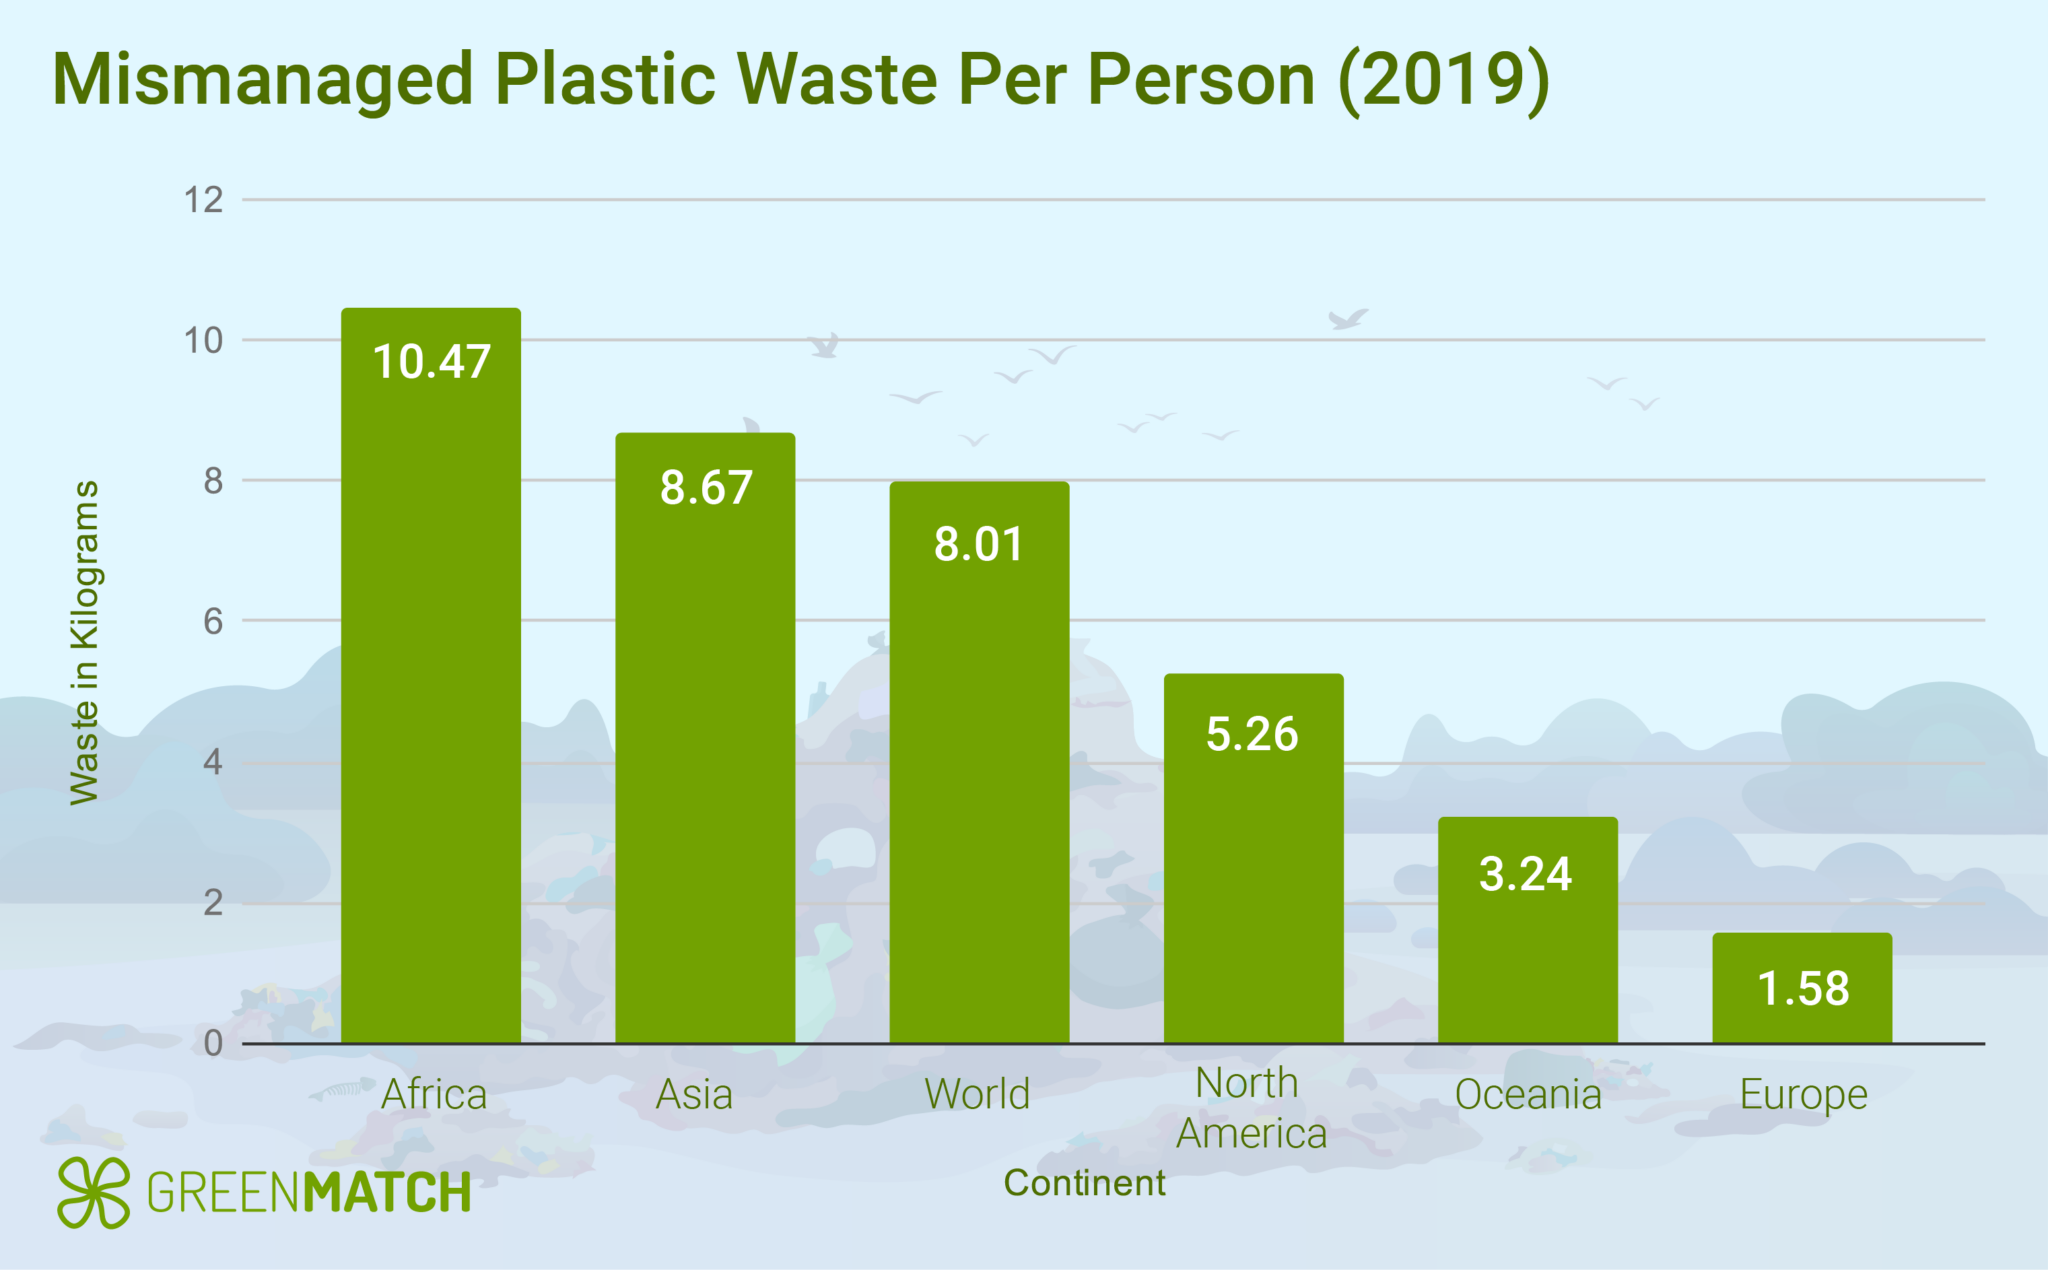 Mismanaged Plastic Waste Per Person (2019)
12
10
8
6
4
2
0
Waste in Kilograms
10.47
8.67
8.01
5.26
3.24
1.58
Africa
Asia
World
North
America
Oceania
Europe
Continent
GREENMATCH